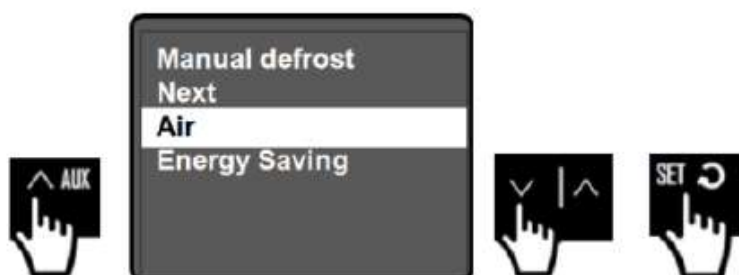 Manual defrost
Next
Air
Energy Saving
AUX
SET